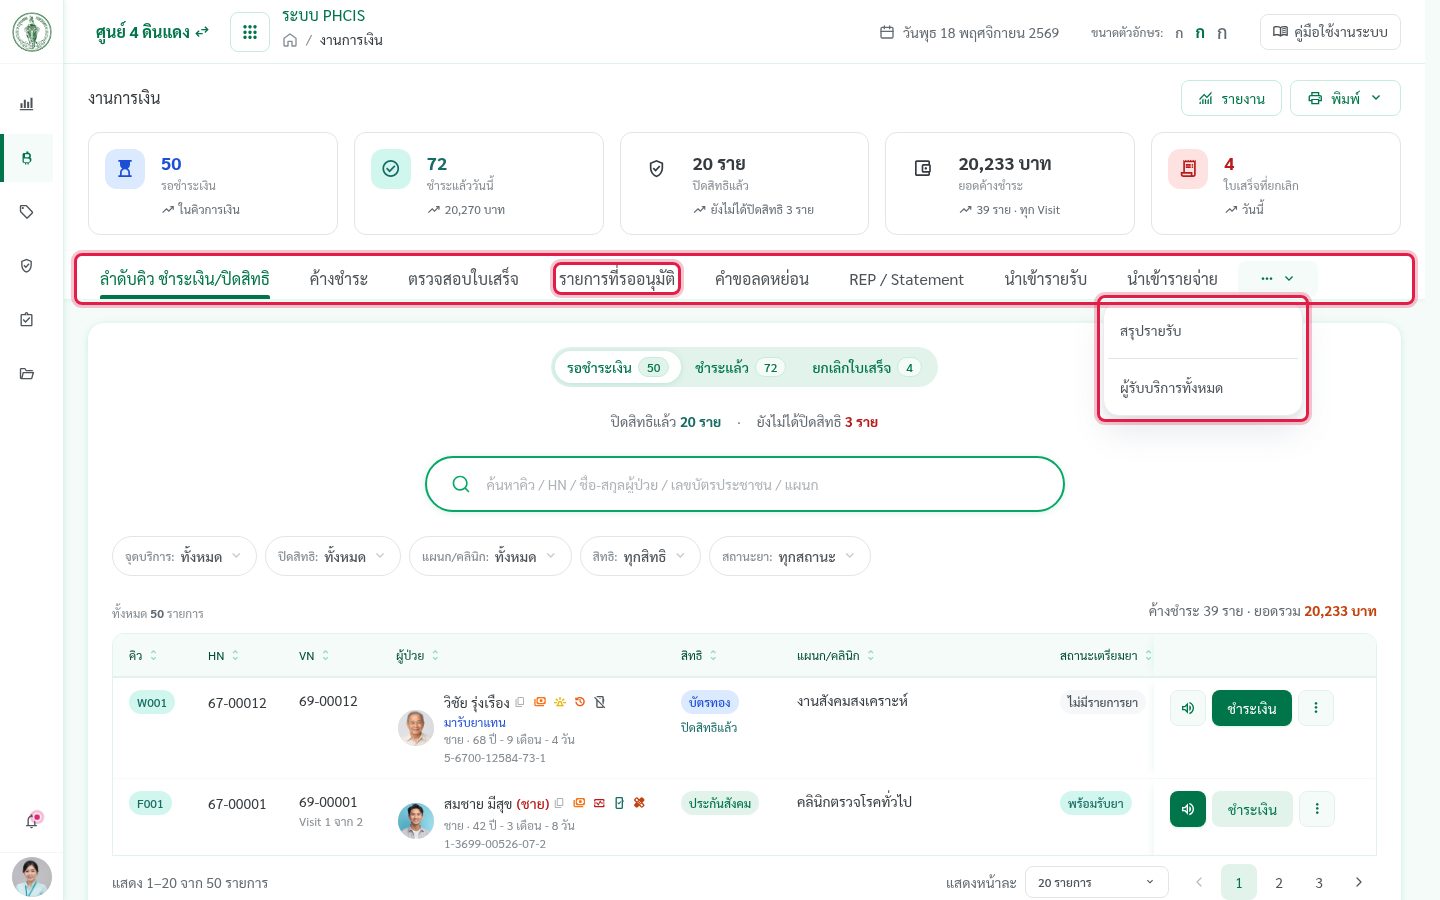 ศูนย์ 4 ดินแดง
ระบบ PHCIS
/ งานการเงิน
วันพุธ 18 พฤศจิกายน 2569
ขนาดตัวอักษร: ก ก ก
คู่มือใช้งานระบบ
งานการเงิน
รายงาน
พิมพ์
50
รอชำระเงิน
ในคิวการเงิน
72
ชำระแล้ววันนี้
20,270 บาท
20 ราย
ปิดสิทธิแล้ว
ยังไม่ได้ปิดสิทธิ 3 ราย
20,233 บาท
ยอดค้างชำระ
39 ราย · ทุก Visit
4
ใบเสร็จที่ยกเลิก
วันนี้
ลำดับคิว ชำระเงิน/ปิดสิทธิ ค้างชำระ ตรวจสอบใบเสร็จ รายการที่รออนุมัติ คำขอลดหย่อน REP / Statement นำเข้ารายรับ นำเข้ารายจ่าย ···
สรุปรายรับ
ผู้รับบริการทั้งหมด
รอชำระเงิน 50 ชำระแล้ว 72 ยกเลิกใบเสร็จ 4
ปิดสิทธิแล้ว 20 ราย · ยังไม่ได้ปิดสิทธิ 3 ราย
ค้นหาคิว / HN / ชื่อ-สกุลผู้ป่วย / เลขบัตรประชาชน / แผนก
จุดบริการ: ทั้งหมด ปิดสิทธิ: ทั้งหมด แผนก/คลินิก: ทั้งหมด สิทธิ: ทุกสิทธิ สถานะยา: ทุกสถานะ
ทั้งหมด 50 รายการ
ค้างชำระ 39 ราย · ยอดรวม 20,233 บาท
คิว HN VN ผู้ป่วย สิทธิ แผนก/คลินิก สถานะเตรียมยา
W001 67-00012 69-00012 วิชัย รุ่งเรือง บัตรทอง งานสังคมสงเคราะห์ ไม่มีรายการยา ชำระเงิน
มารับยาแทน ปิดสิทธิแล้ว
ชาย · 68 ปี - 9 เดือน - 4 วัน
5-6700-12584-73-1
F001 67-00001 69-00001 สมชาย มีสุข (ชาย) ประกันสังคม คลินิกตรวจโรคทั่วไป พร้อมรับยา ชำระเงิน
Visit 1 จาก 2 ชาย · 42 ปี - 3 เดือน - 8 วัน
1-3699-00526-07-2
แสดง 1–20 จาก 50 รายการ
แสดงหน้าละ 20 รายการ 1 2 3